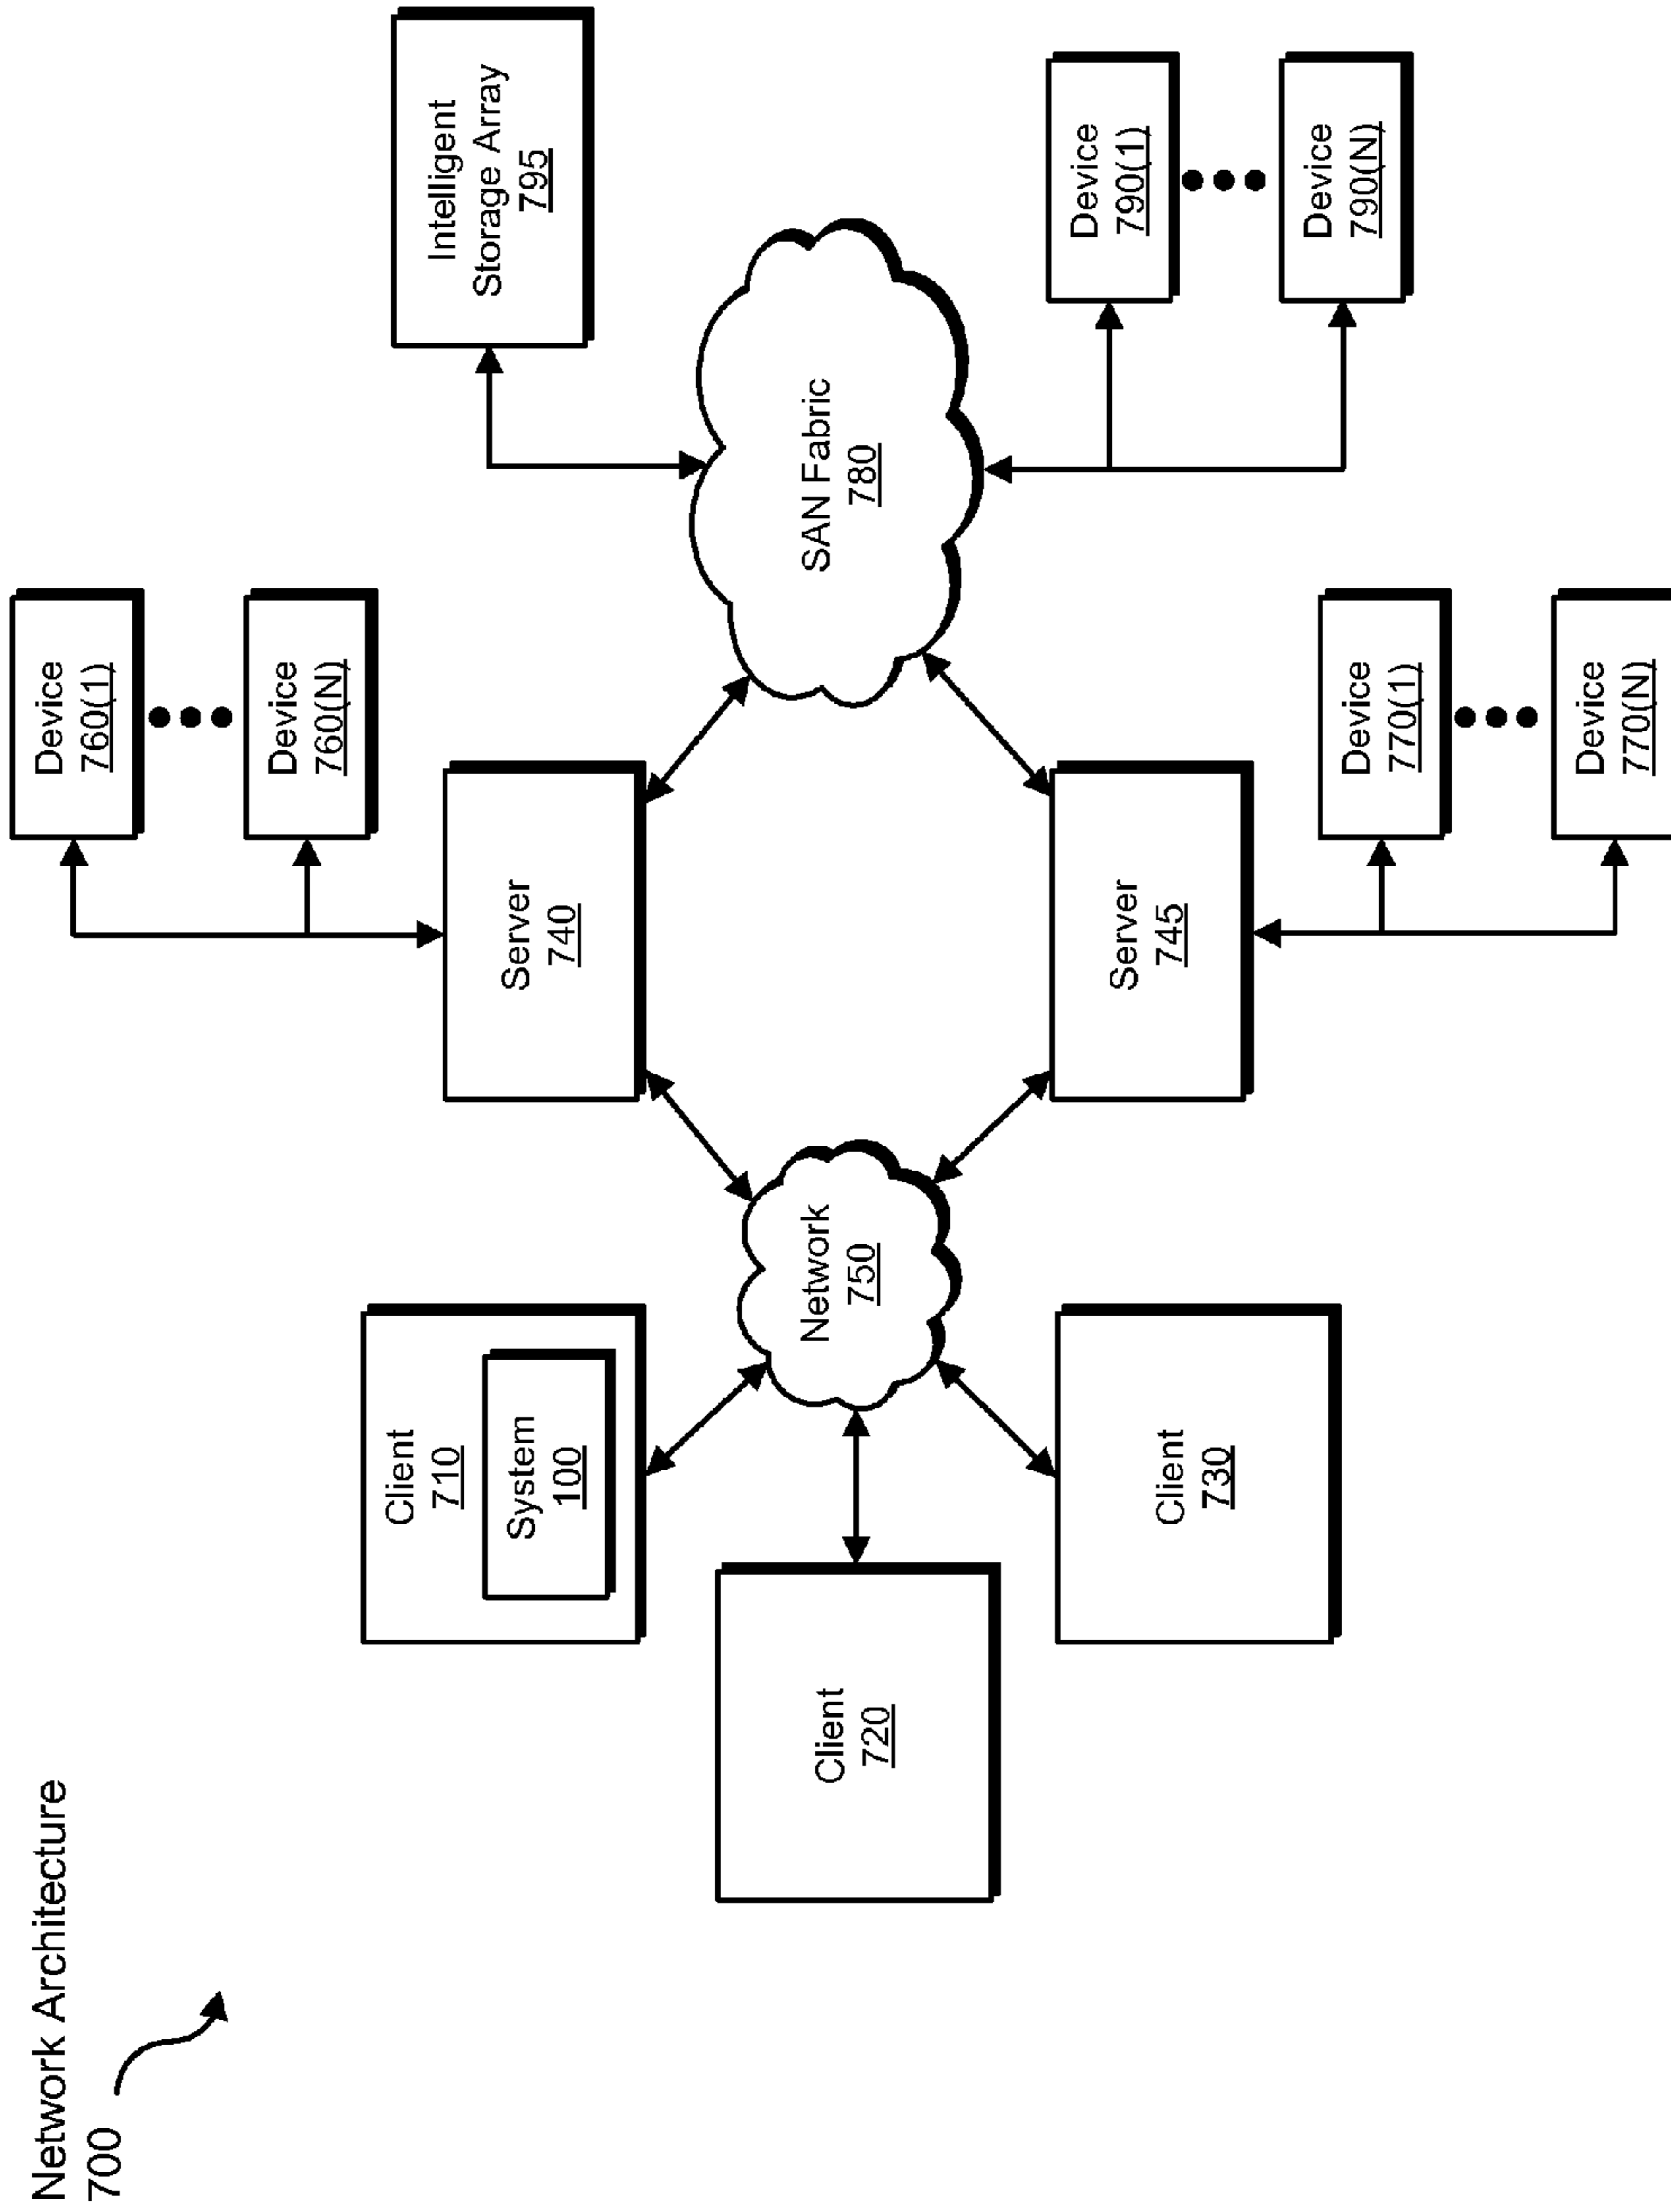 Network Architecture
700
Client
710
System
100
Client
720
Client
730
Network
750
Server
740
Server
745
Device
760(1)
Device
760(N)
Device
770(1)
Device
770(N)
SAN Fabric
780
Intelligent
Storage Array
795
Device
790(1)
Device
790(N)